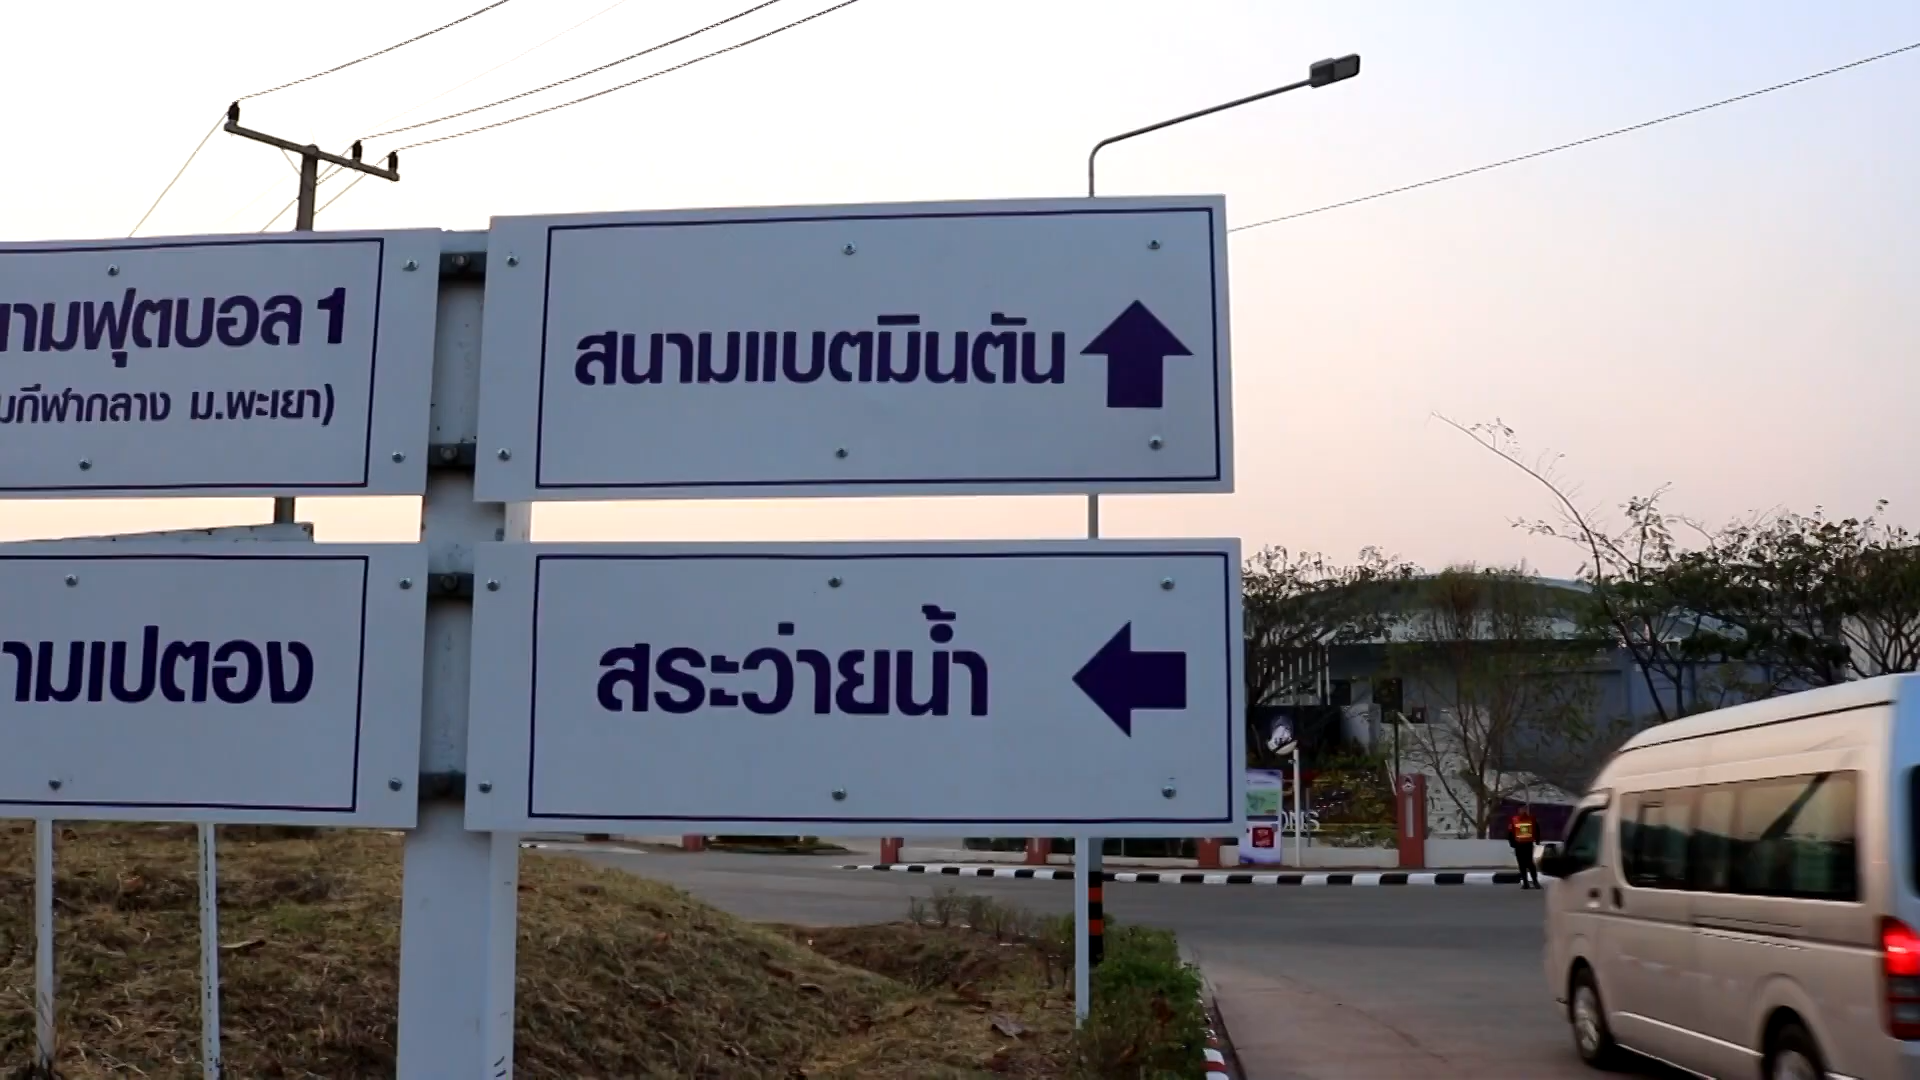 นามฟุตบอล 1
มกีฬากลาง ม.พะเยา)
สนามแบตมินตัน
ามเปตอง
สระว่ายน้ำ